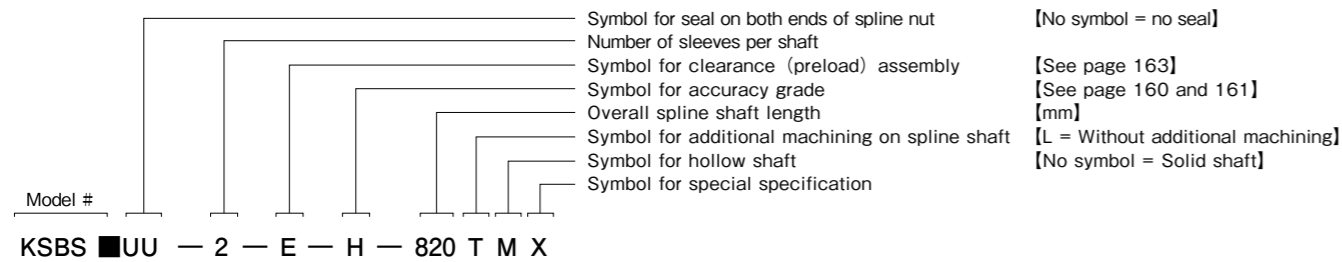 Symbol for seal on both ends of spline nut 【No symbol = no seal】
Number of sleeves per shaft
Symbol for clearance (preload) assembly 【See page 163】
Symbol for accuracy grade 【See page 160 and 161】
Overall spline shaft length 【mm】
Symbol for additional machining on spline shaft 【L = Without additional machining】
Symbol for hollow shaft 【No symbol = Solid shaft】
Symbol for special specification
Model #
KSBS ■UU — 2 — E — H — 820 T M X